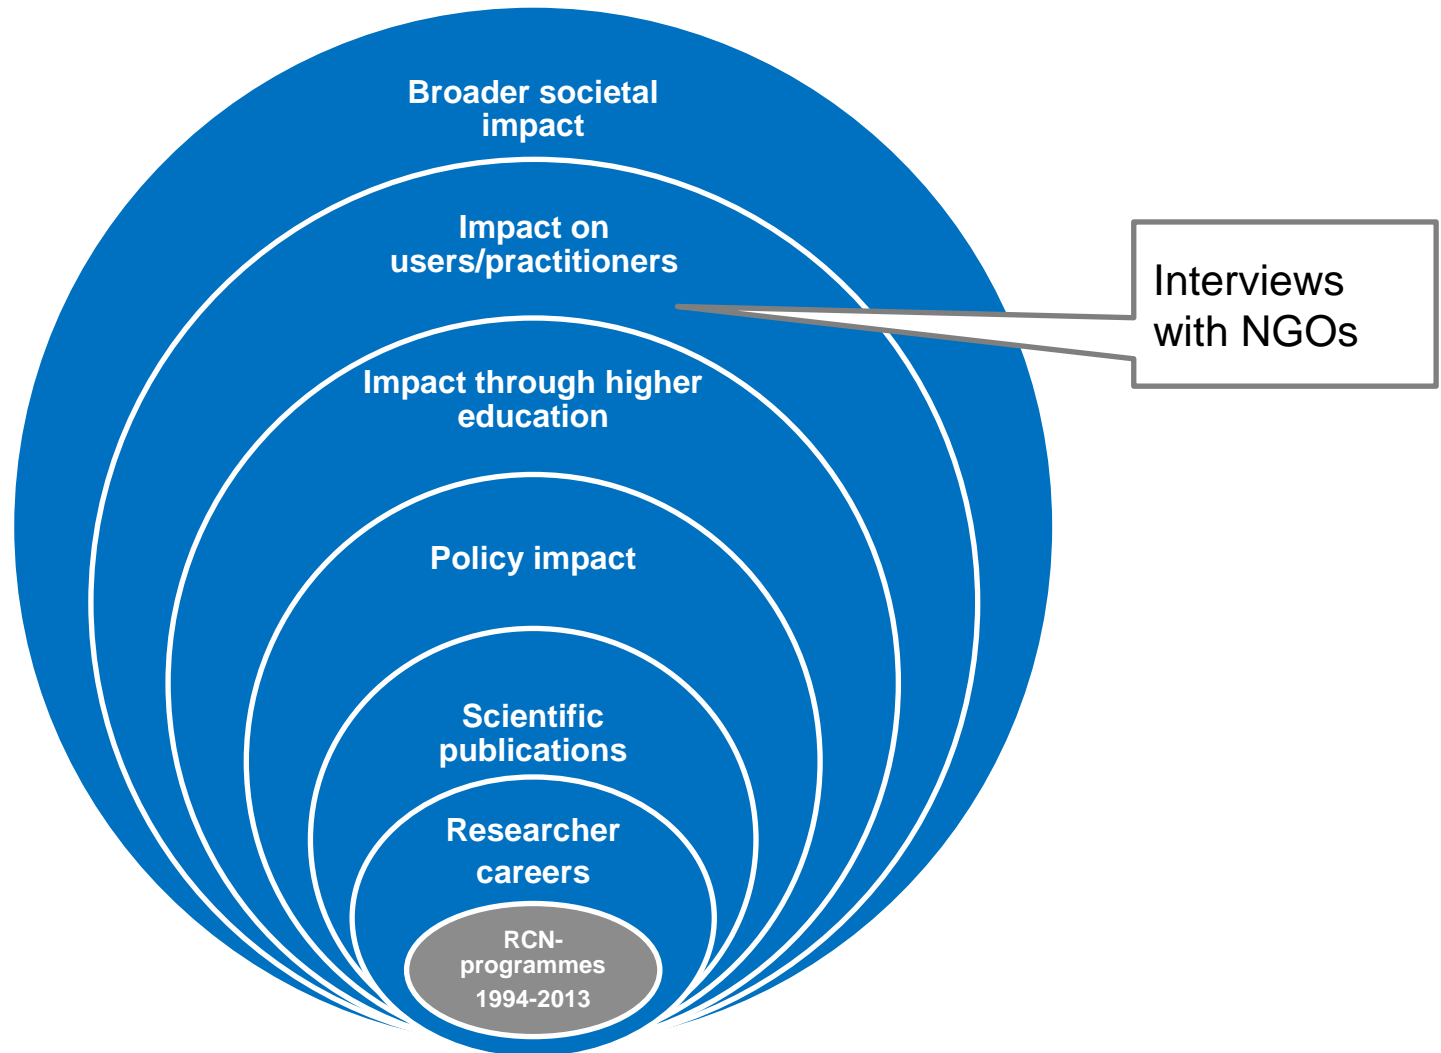 Broader societal
impact
Impact on
users/practitioners
Interviews
with NGOs
Impact through higher
education
Policy impact
Scientific
publications
Researcher
careers
RCN-
programmes
1994-2013